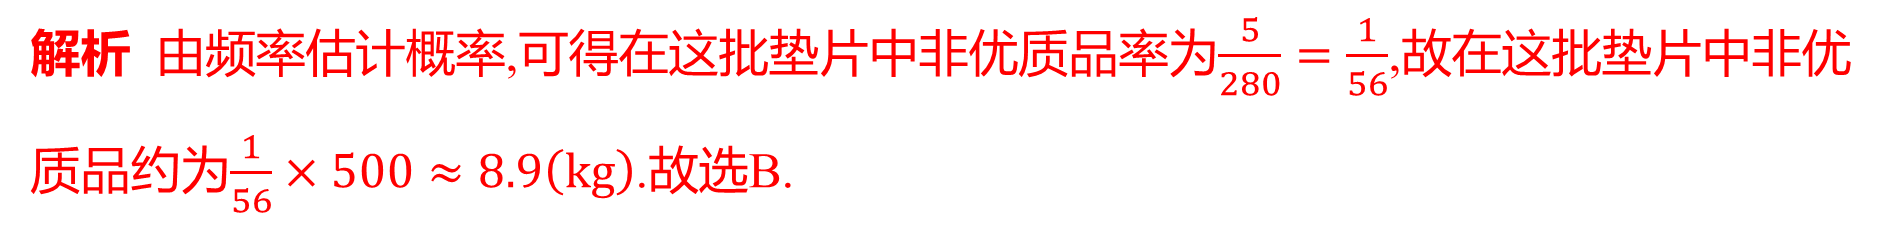 解析 由频率估计概率,可得在这批垫片中非优质品率为5/280 = 1/56,故在这批垫片中非优
质品约为1/56 × 500 ≈ 8.9(kg).故选B.